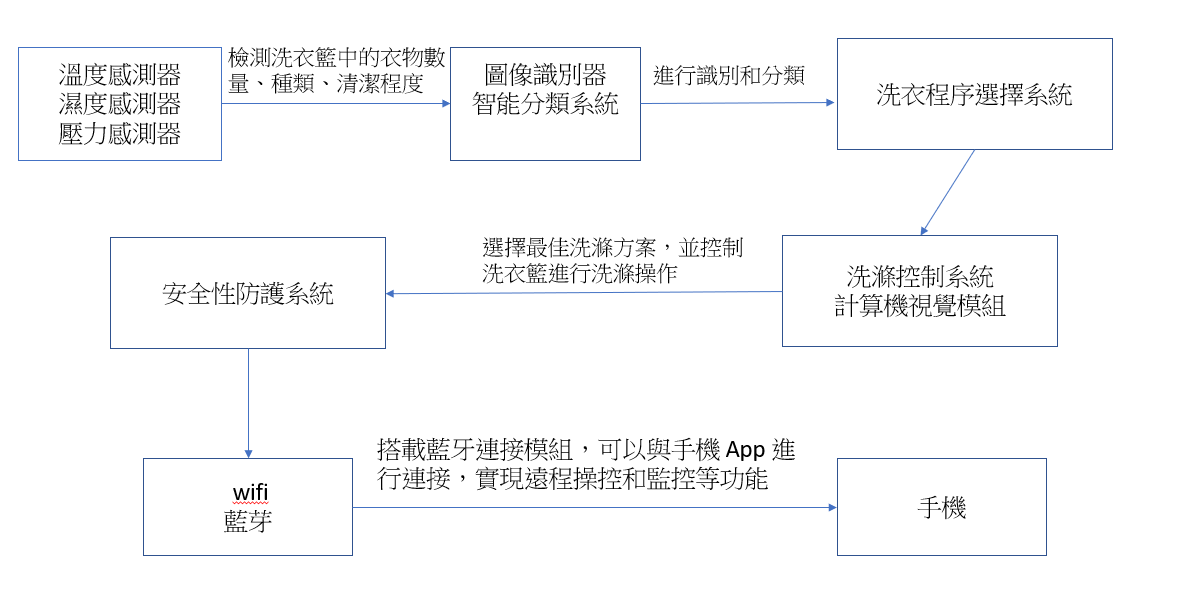 溫度感測器
濕度感測器
壓力感測器
檢測洗衣籃中的衣物數
量、種類、清潔程度
圖像識別器
智能分類系統
進行識別和分類
洗衣程序選擇系統
安全性防護系統
選擇最佳洗滌方案，並控制
洗衣籃進行洗滌操作
洗滌控制系統
計算機視覺模組
wifi
藍芽
搭載藍牙連接模組，可以與手機 App 進
行連接，實現遠程操控和監控等功能
手機